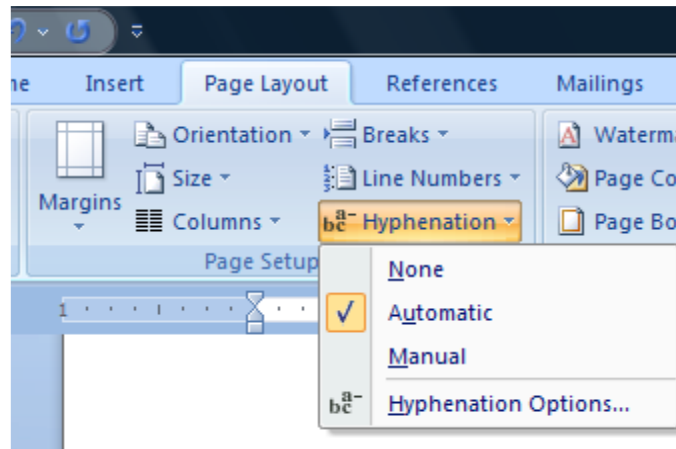 Insert Page Layout References Mailings
Orientation Breaks
Size Line Numbers
Margins
Columns Hyphenation
Page Setup
None
1
Automatic
Manual
Hyphenation Options...